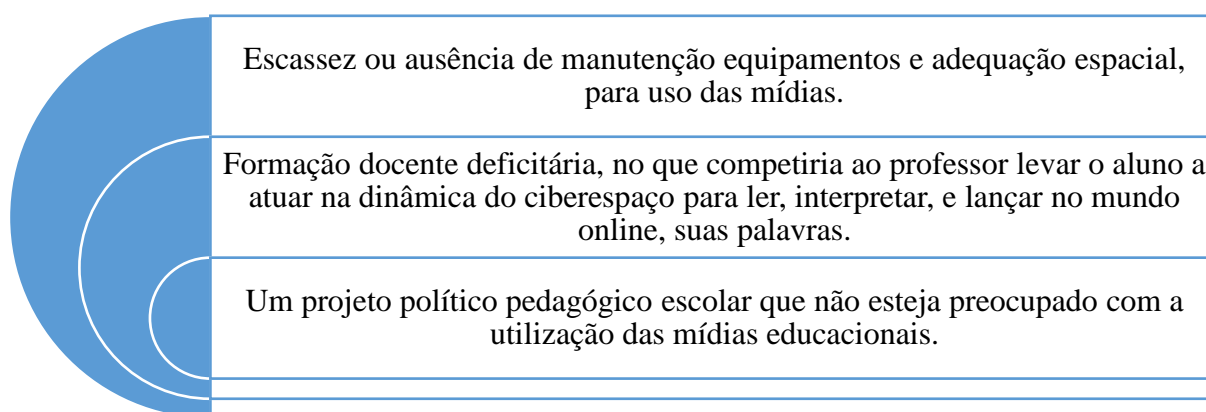 Escassez ou ausência de manutenção equipamentos e adequação espacial,
para uso das mídias.
Formação docente deficitária, no que competiria ao professor levar o aluno a
atuar na dinâmica do ciberespaço para ler, interpretar, e lançar no mundo
online, suas palavras.
Um projeto político pedagógico escolar que não esteja preocupado com a
utilização das mídias educacionais.